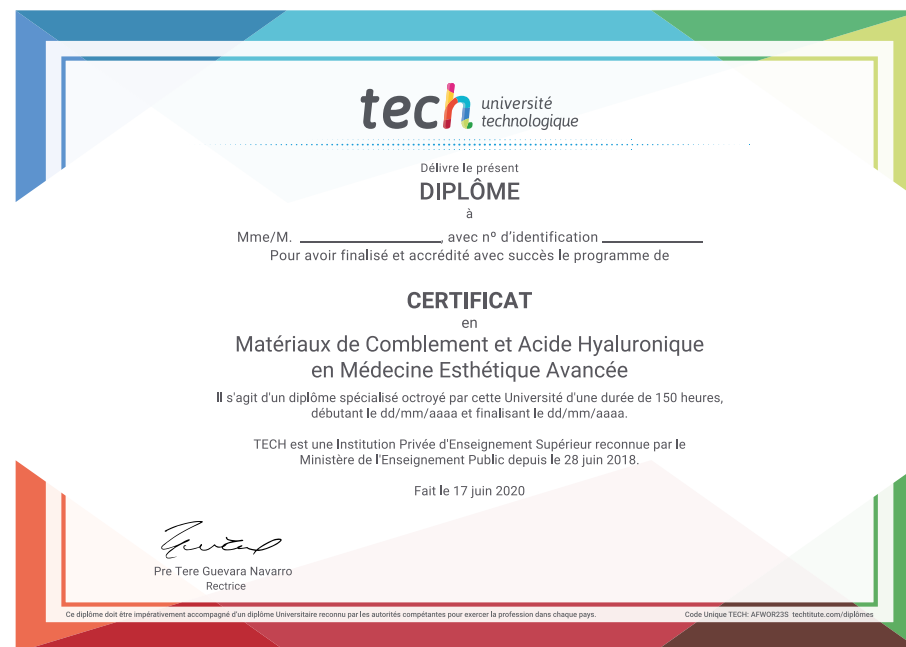 tech université
technologique
Délivre le présent
DIPLÔME
à
Mme/M. ____________, avec nº d'identification ____________
Pour avoir finalisé et accrédité avec succès le programme de
CERTIFICAT
en
Matériaux de Comblement et Acide Hyaluronique
en Médecine Esthétique Avancée
Il s'agit d'un diplôme spécialisé octroyé par cette Université d'une durée de 150 heures,
débutant le dd/mm/aaaa et finalisant le dd/mm/aaaa.
TECH est une Institution Privée d'Enseignement Supérieur reconnue par le
Ministère de l'Enseignement Public depuis le 28 juin 2018.
Fait le 17 juin 2020
Pre Tere Guevara Navarro
Rectrice
Ce diplôme doit être impérativement accompagné d'un diplôme Universitaire reconnu par les autorités compétantes pour exercer la profession dans chaque pays.
Code Unique TECH: AFWOR23S techtitute.com/diplômes